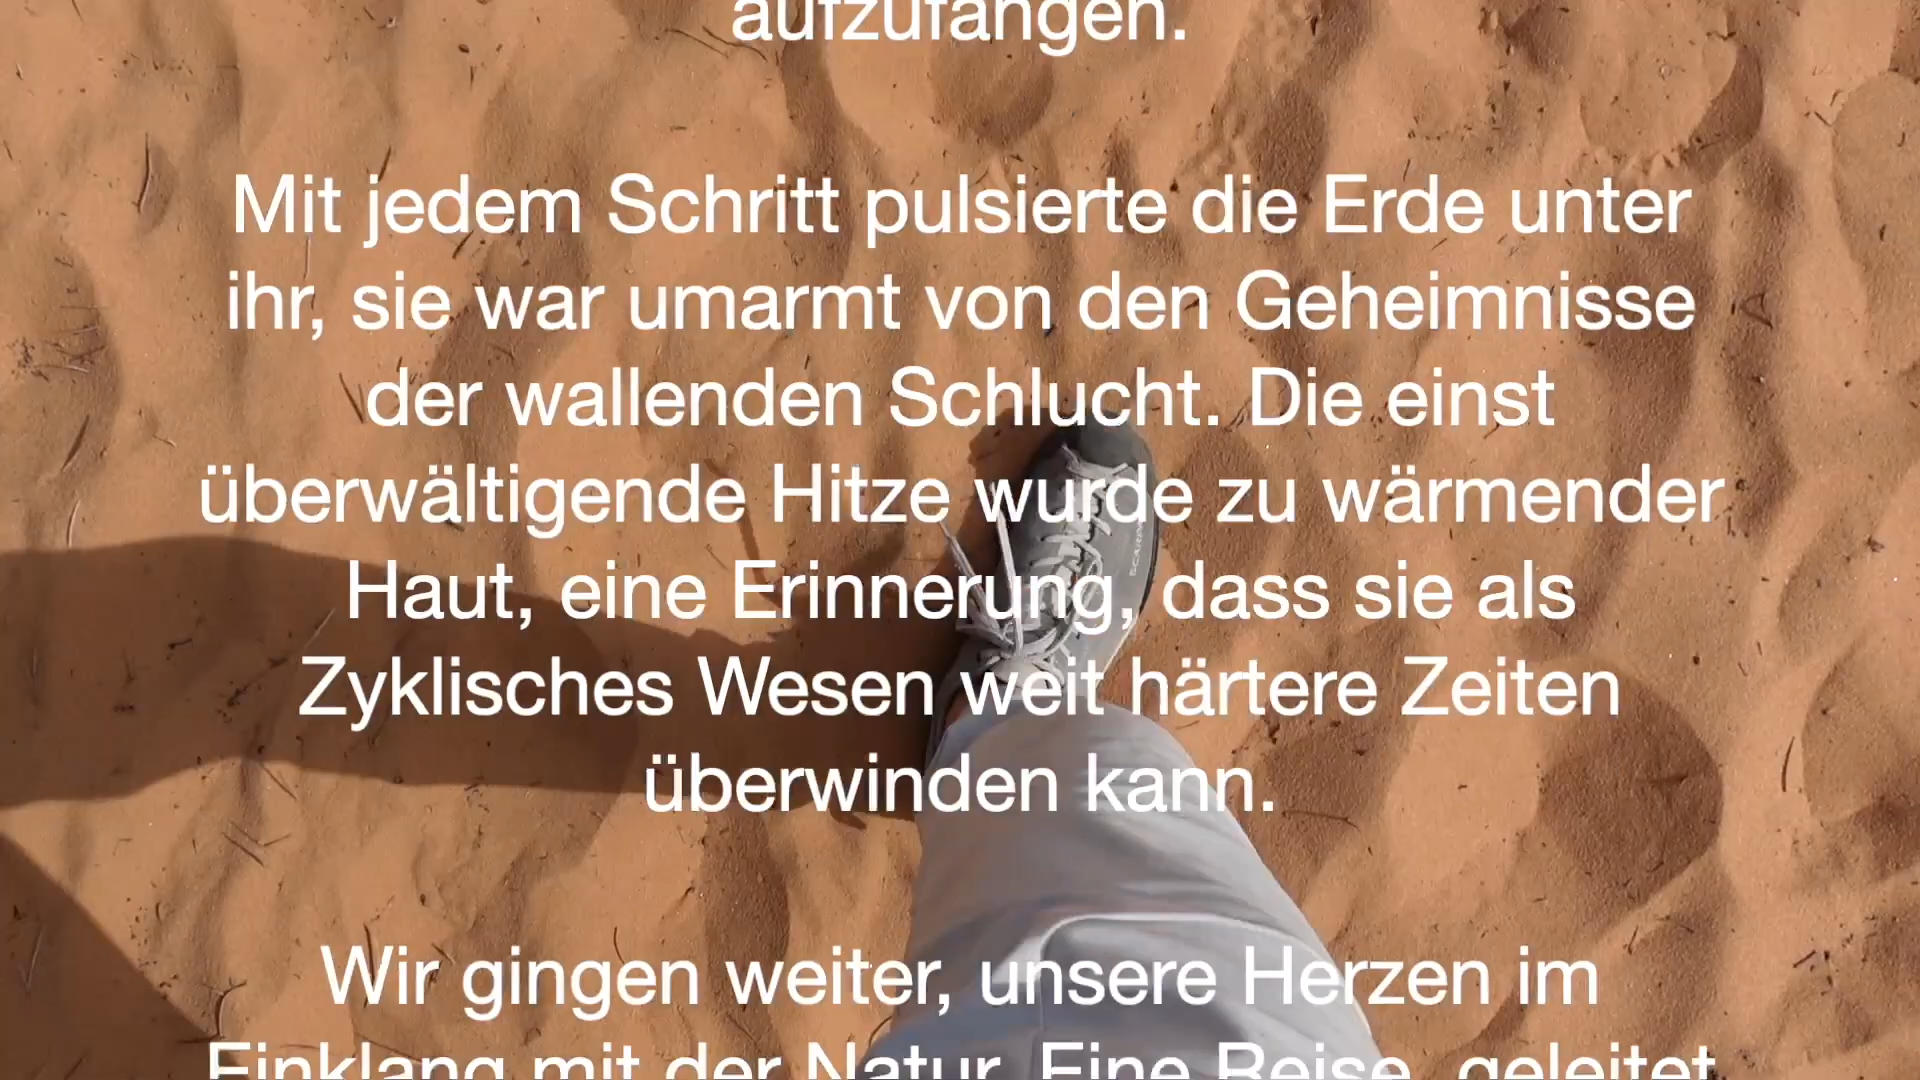 aufzufangen.
Mit jedem Schritt pulsierte die Erde unter
ihr, sie war umarmt von den Geheimnisse
der wallenden Schlucht. Die einst
überwältigende Hitze wurde zu wärmender
Haut, eine Erinnerung, dass sie als
Zyklisches Wesen weit härtere Zeiten
überwinden kann.
Wir gingen weiter, unsere Herzen im
Einklang mit der Natur. Eine Reise, geleitet